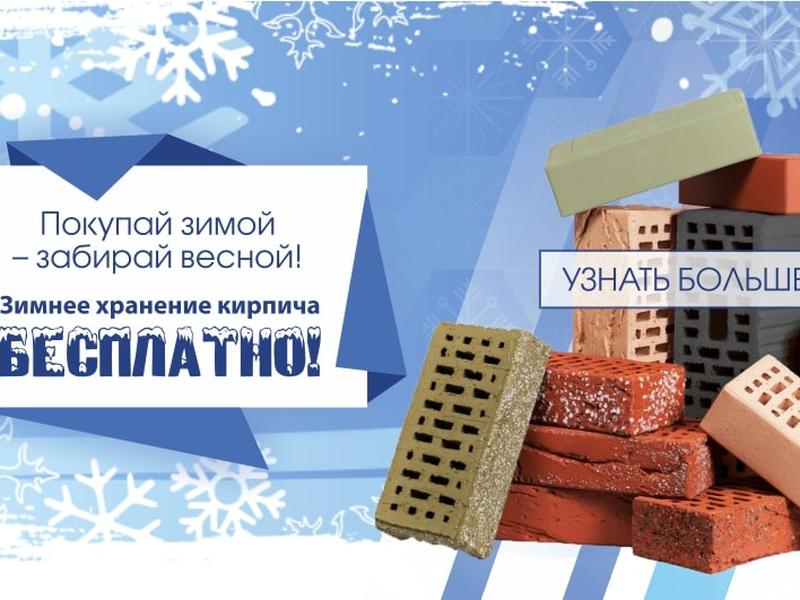 Покупай зимой
– забирай весной!
Зимнее хранение кирпича
БЕСПЛАТНО!
УЗНАТЬ БОЛЬШЕ